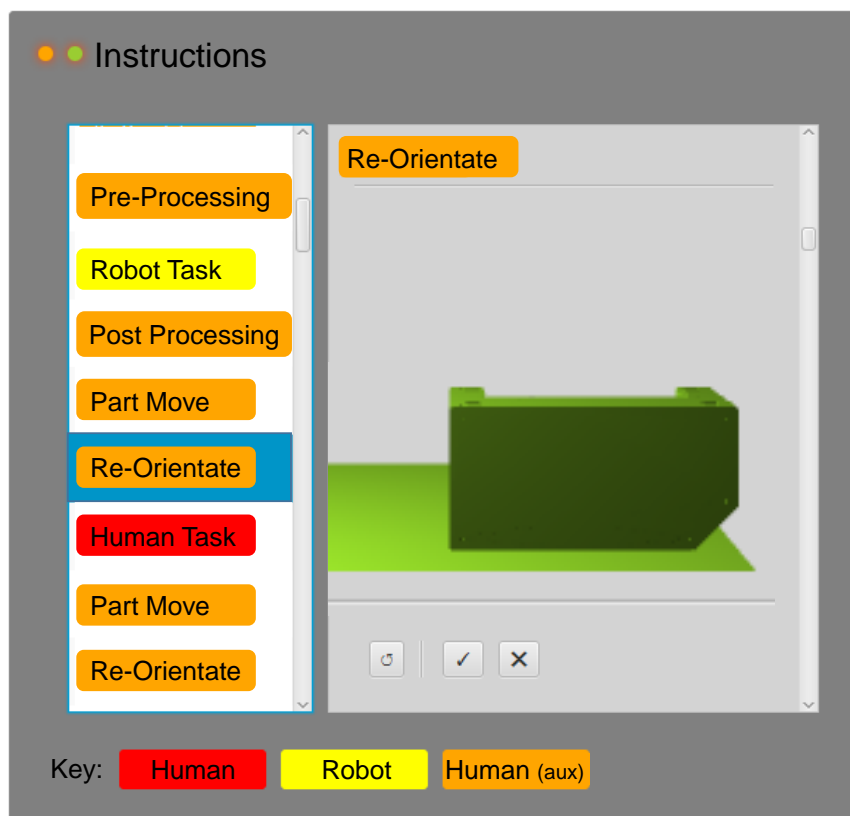 Instructions
Pre-Processing
Robot Task
Post Processing
Part Move
Re-Orientate
Human Task
Part Move
Re-Orientate
Re-Orientate
Key: Human Robot Human (aux)